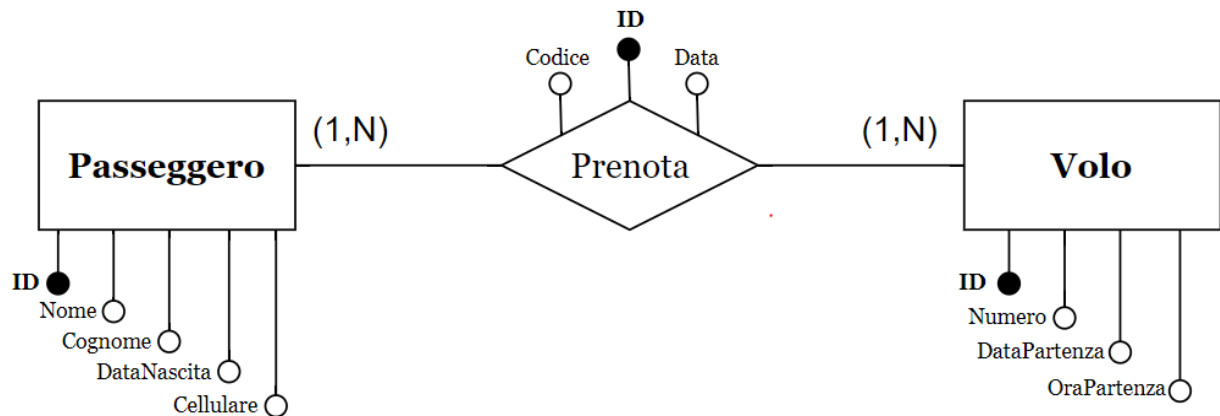 ID
Codice
Data
Passeggero
(1,N)
Prenota
(1,N)
Volo
ID
Nome
Cognome
DataNascita
Cellulare
ID
Numero
DataPartenza
OraPartenza